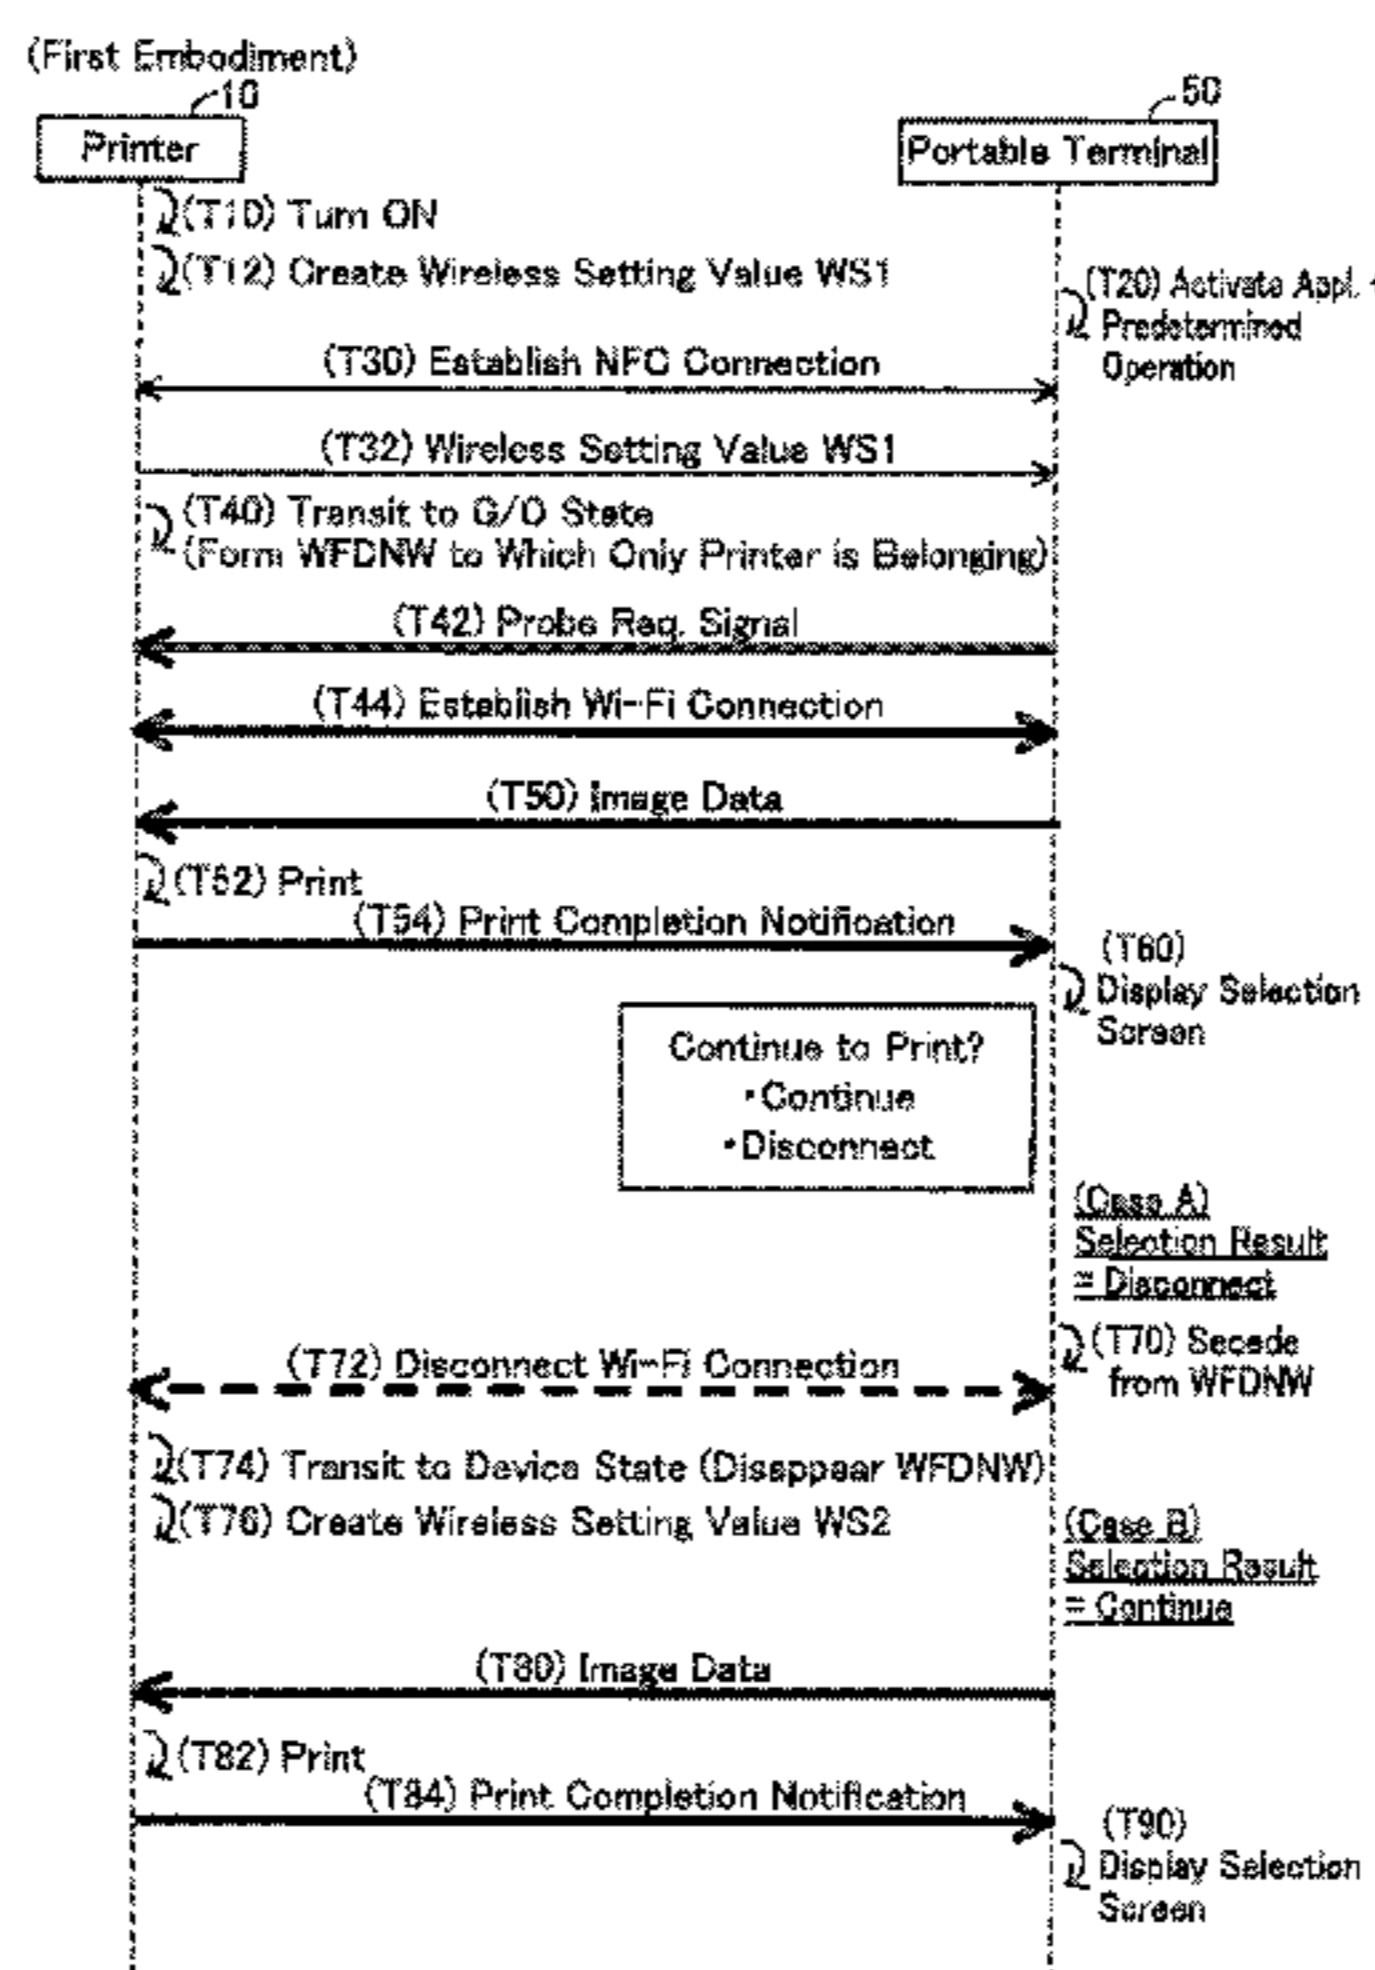 (First Embodiment)
10
50
Printer
Portable Terminal
(T10) Turn ON
(T12) Create Wireless Setting Value WS1
(T20) Activate Appl.
Predetermined
Operation
(T30) Establish NFC Connection
(T32) Wireless Setting Value WS1
(T40) Transit to G/O State
(Form WFDNW to Which Only Printer is Belonging)
(T42) Probe Req. Signal
(T44) Establish Wi-Fi Connection
(T50) Image Data
(T52) Print
(T54) Print Completion Notification
(T60)
Display Selection
Screen
Continue to Print?
・Continue
・Disconnect
(Case A)
Selection Result
= Disconnect
(T70) Secede
from WFDNW
(T72) Disconnect Wi-Fi Connection
(T74) Transit to Device State (Disappear WFDNW)
(T76) Create Wireless Setting Value WS2
(Case B)
Selection Result
= Continue
(T80) Image Data
(T82) Print
(T84) Print Completion Notification
(T90)
Display Selection
Screen